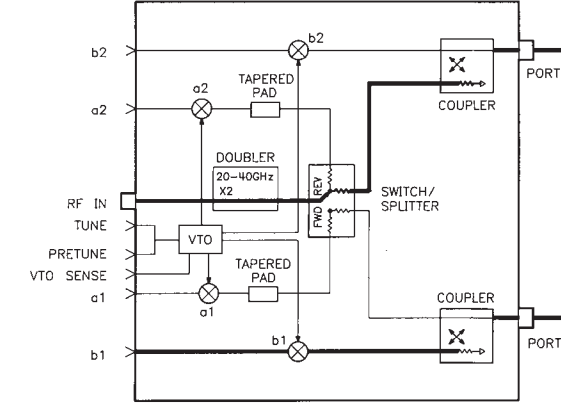 b2
b2
PORT
a2
a2
TAPERED
PAD
COUPLER
DOUBLER
20-40GHz
X2
REV
FWD
SWITCH/
SPLITTER
RF IN
TUNE
VTO
PRETUNE
VTO SENSE
TAPERED
PAD
a1
a1
COUPLER
b1
b1
PORT